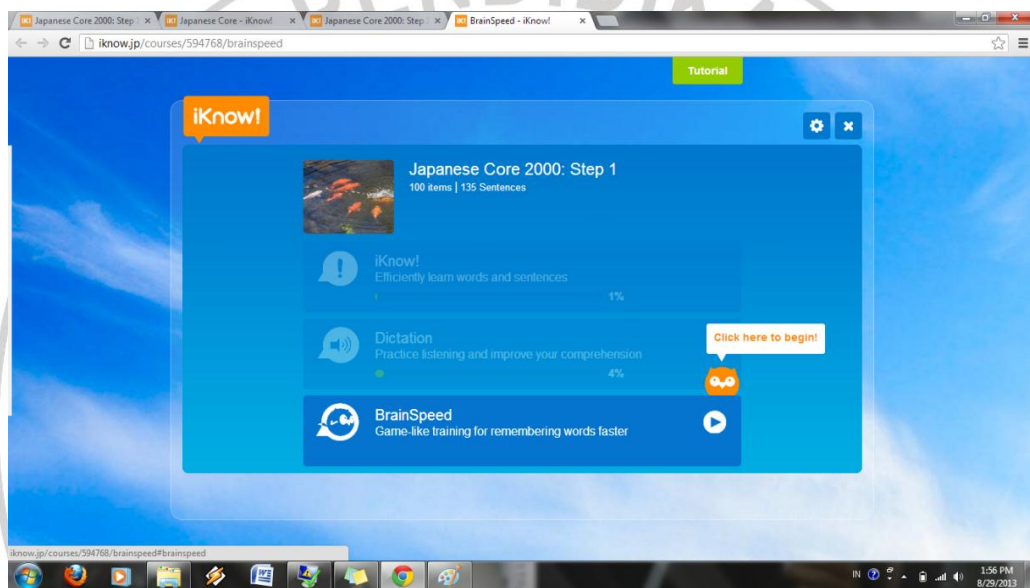 Japanese Core 2000: Step
Japanese Core - iKnow!
Japanese Core 2000: Step
BrainSpeed - iKnow!
iknow.jp/courses/594768/brainspeed
Tutorial
iKnow!
Japanese Core 2000: Step 1
100 items | 135 Sentences
iKnow!
Efficiently learn words and sentences
1%
Dictation
Practice listening and improve your comprehension
4%
Click here to begin!
BrainSpeed
Game-like training for remembering words faster
iknow.jp/courses/594768/brainspeed#brainspeed
IN
1:56 PM
8/29/2013